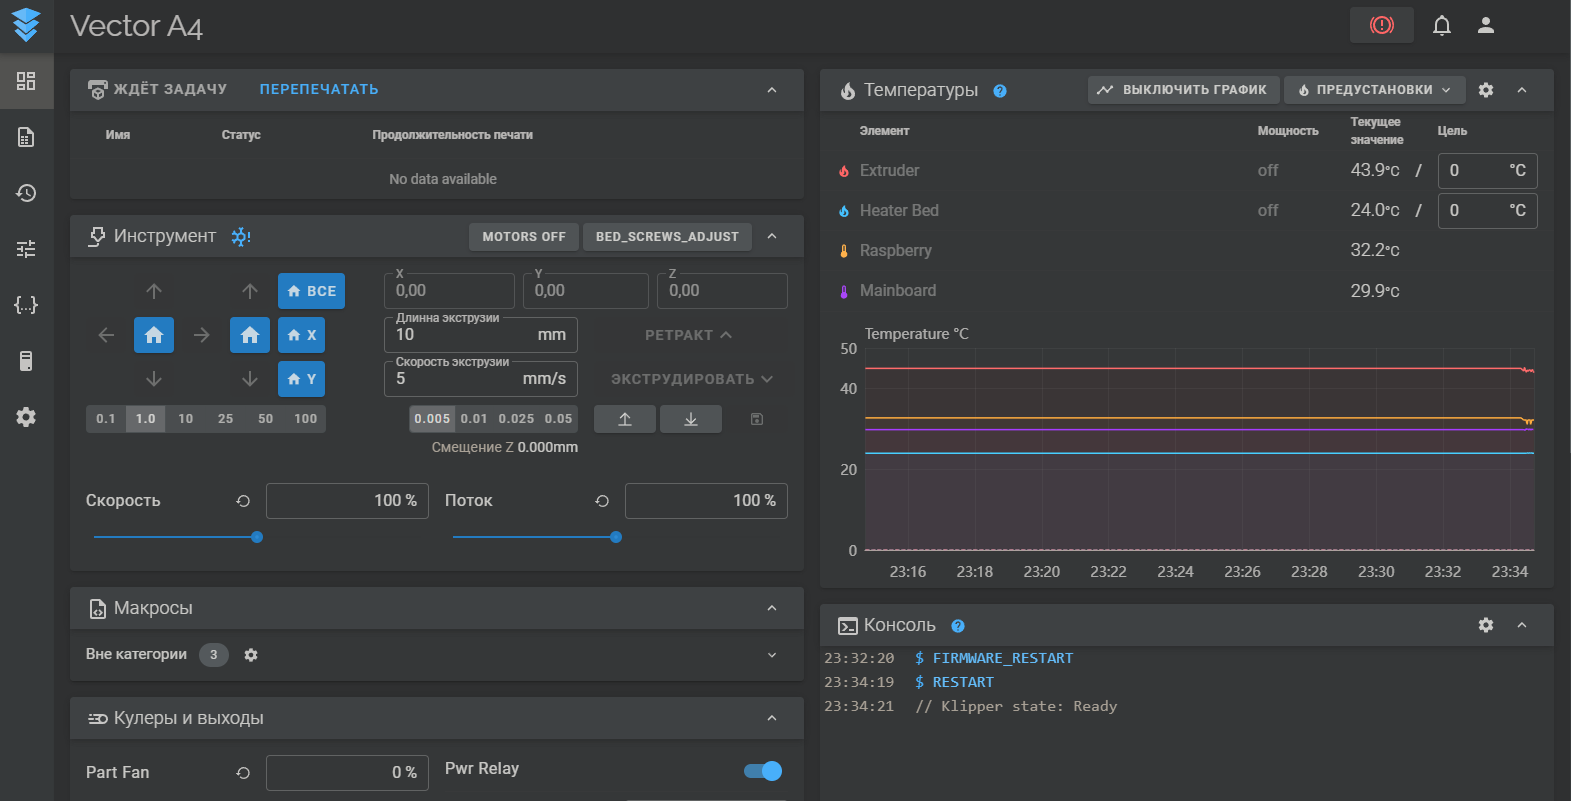 Vector A4
ЖДЁТ ЗАДАЧУ ПЕРЕПЕЧАТАТЬ
Имя Статус Продолжительность печати
No data available
Инструмент MOTORS OFF BED_SCREWS_ADJUST
ВСЕ
X
Y
X 0,00
Y 0,00
Z 0,00
Длинна экструзии
10 mm
РЕТРАКТ
Скорость экструзии
5 mm/s
ЭКСТРУДИРОВАТЬ
0.1 1.0 10 25 50 100
0.005 0.01 0.025 0.05
Смещение Z 0.000mm
Скорость 100 %
Поток 100 %
Макросы
Вне категории 3
Кулеры и выходы
Part Fan 0 %
Pwr Relay
Температуры ВЫКЛЮЧИТЬ ГРАФИК ПРЕДУСТАНОВКИ
Элемент Мощность Текущее значение Цель
Extruder off 43.9°C / 0 °C
Heater Bed off 24.0°C / 0 °C
Raspberry 32.2°C
Mainboard 29.9°C
Temperature °C
50
40
20
0
23:16 23:18 23:20 23:22 23:24 23:26 23:28 23:30 23:32 23:34
Консоль
23:32:20 $ FIRMWARE_RESTART
23:34:19 $ RESTART
23:34:21 // Klipper state: Ready